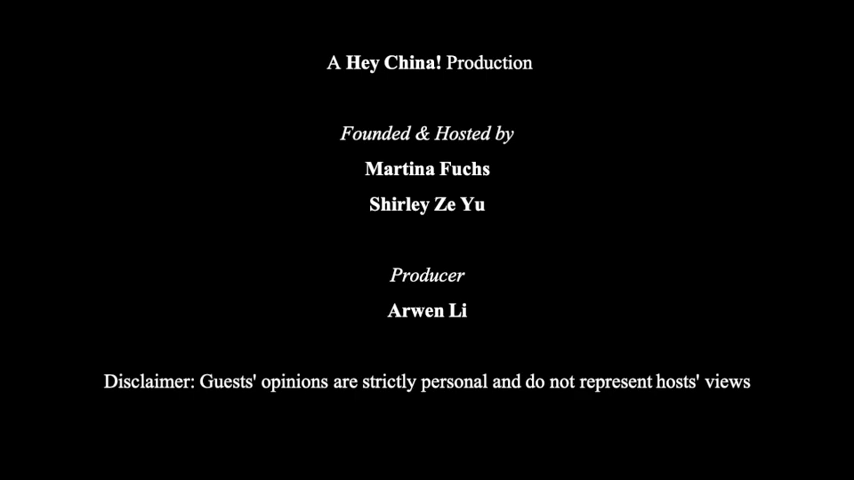 A Hey China! Production
Founded & Hosted by
Martina Fuchs
Shirley Ze Yu
Producer
Arwen Li
Disclaimer: Guests' opinions are strictly personal and do not represent hosts' views